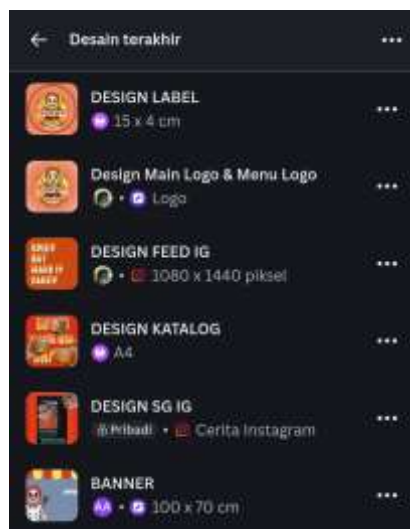 Desain terakhir
DESIGN LABEL
15 x 4 cm
Design Main Logo & Menu Logo
Logo
DESIGN FEED IG
1080 x 1440 piksel
DESIGN KATALOG
A4
DESIGN SG IG
Pribadi • Cerita Instagram
BANNER
AA • 100 x 70 cm